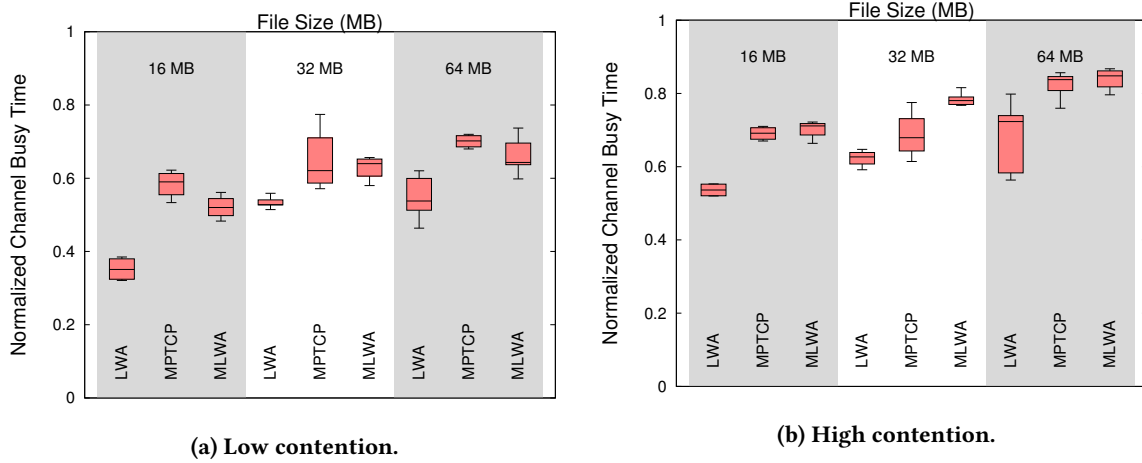 File Size (MB)
1
0.8
0.6
0.4
0.2
0
Normalized Channel Busy Time
16 MB
32 MB
64 MB
LWA
MPTCP
MLWA
LWA
MPTCP
MLWA
LWA
MPTCP
MLWA
(a) Low contention.
File Size (MB)
1
0.8
0.6
0.4
0.2
0
Normalized Channel Busy Time
16 MB
32 MB
64 MB
LWA
MPTCP
MLWA
LWA
MPTCP
MLWA
LWA
MPTCP
MLWA
(b) High contention.